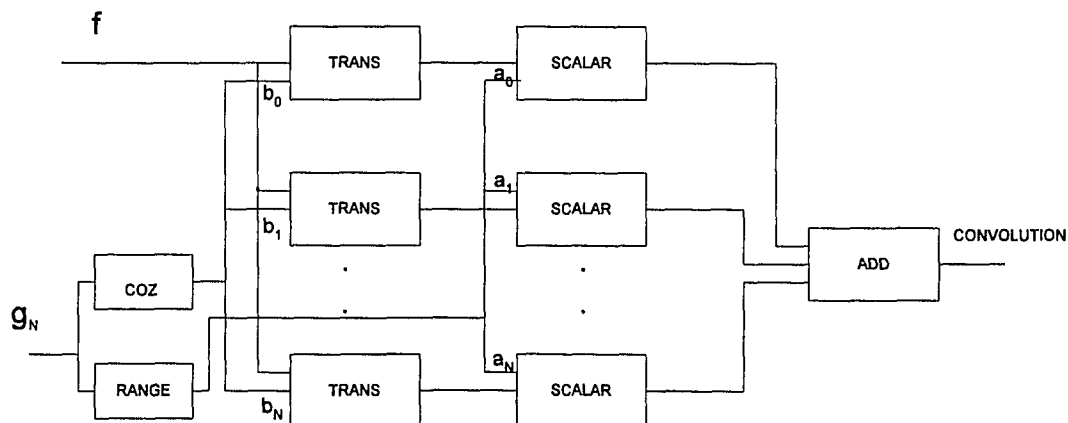 f
TRANS
SCALAR
b0
a0
TRANS
SCALAR
b1
a1
COZ
ADD
CONVOLUTION
gN
RANGE
TRANS
SCALAR
bN
aN